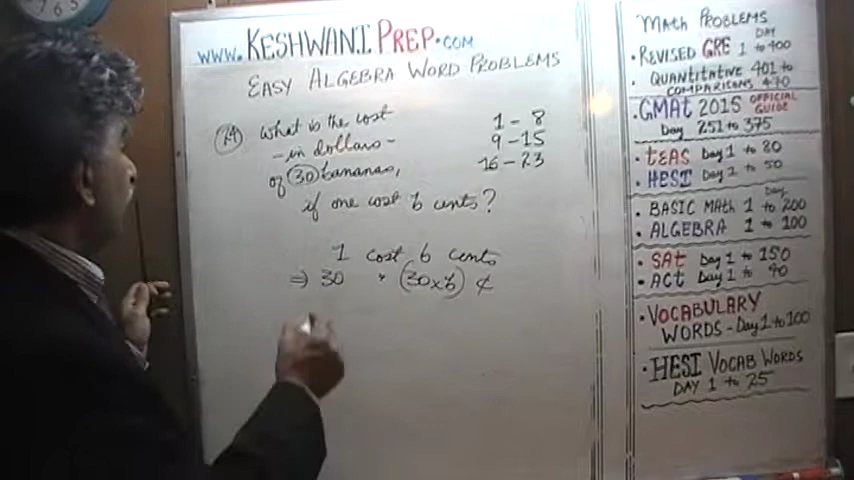 www.KESHWANI PREP.COM
EASY ALGEBRA WORD PROBLEMS
24 What is the cost
- in dollars -
of 30 bananas,
if one cost 6 cents?
1 - 8
9 - 15
16 - 23
1 cost 6 cents
⇒ 30 " (30x6) ¢
MATH PROBLEMS
DAY
• REVISED GRE 1 to 400
• QUANTITATIVE 401 to
COMPARISONS 470
GMAT 2015 OFFICIAL GUIDE
Day 251 to 375
• TEAS Day 1 to 80
• HESI Day 1 to 50
Day
• BASIC MATH 1 to 200
• ALGEBRA 1 to 100
• SAT Day 1 to 150
• ACT Day 1 to 90
• VOCABULARY
WORDS - Day 1 to 100
• HESI VOCAB WORDS
DAY 1 to 25
7 6 5